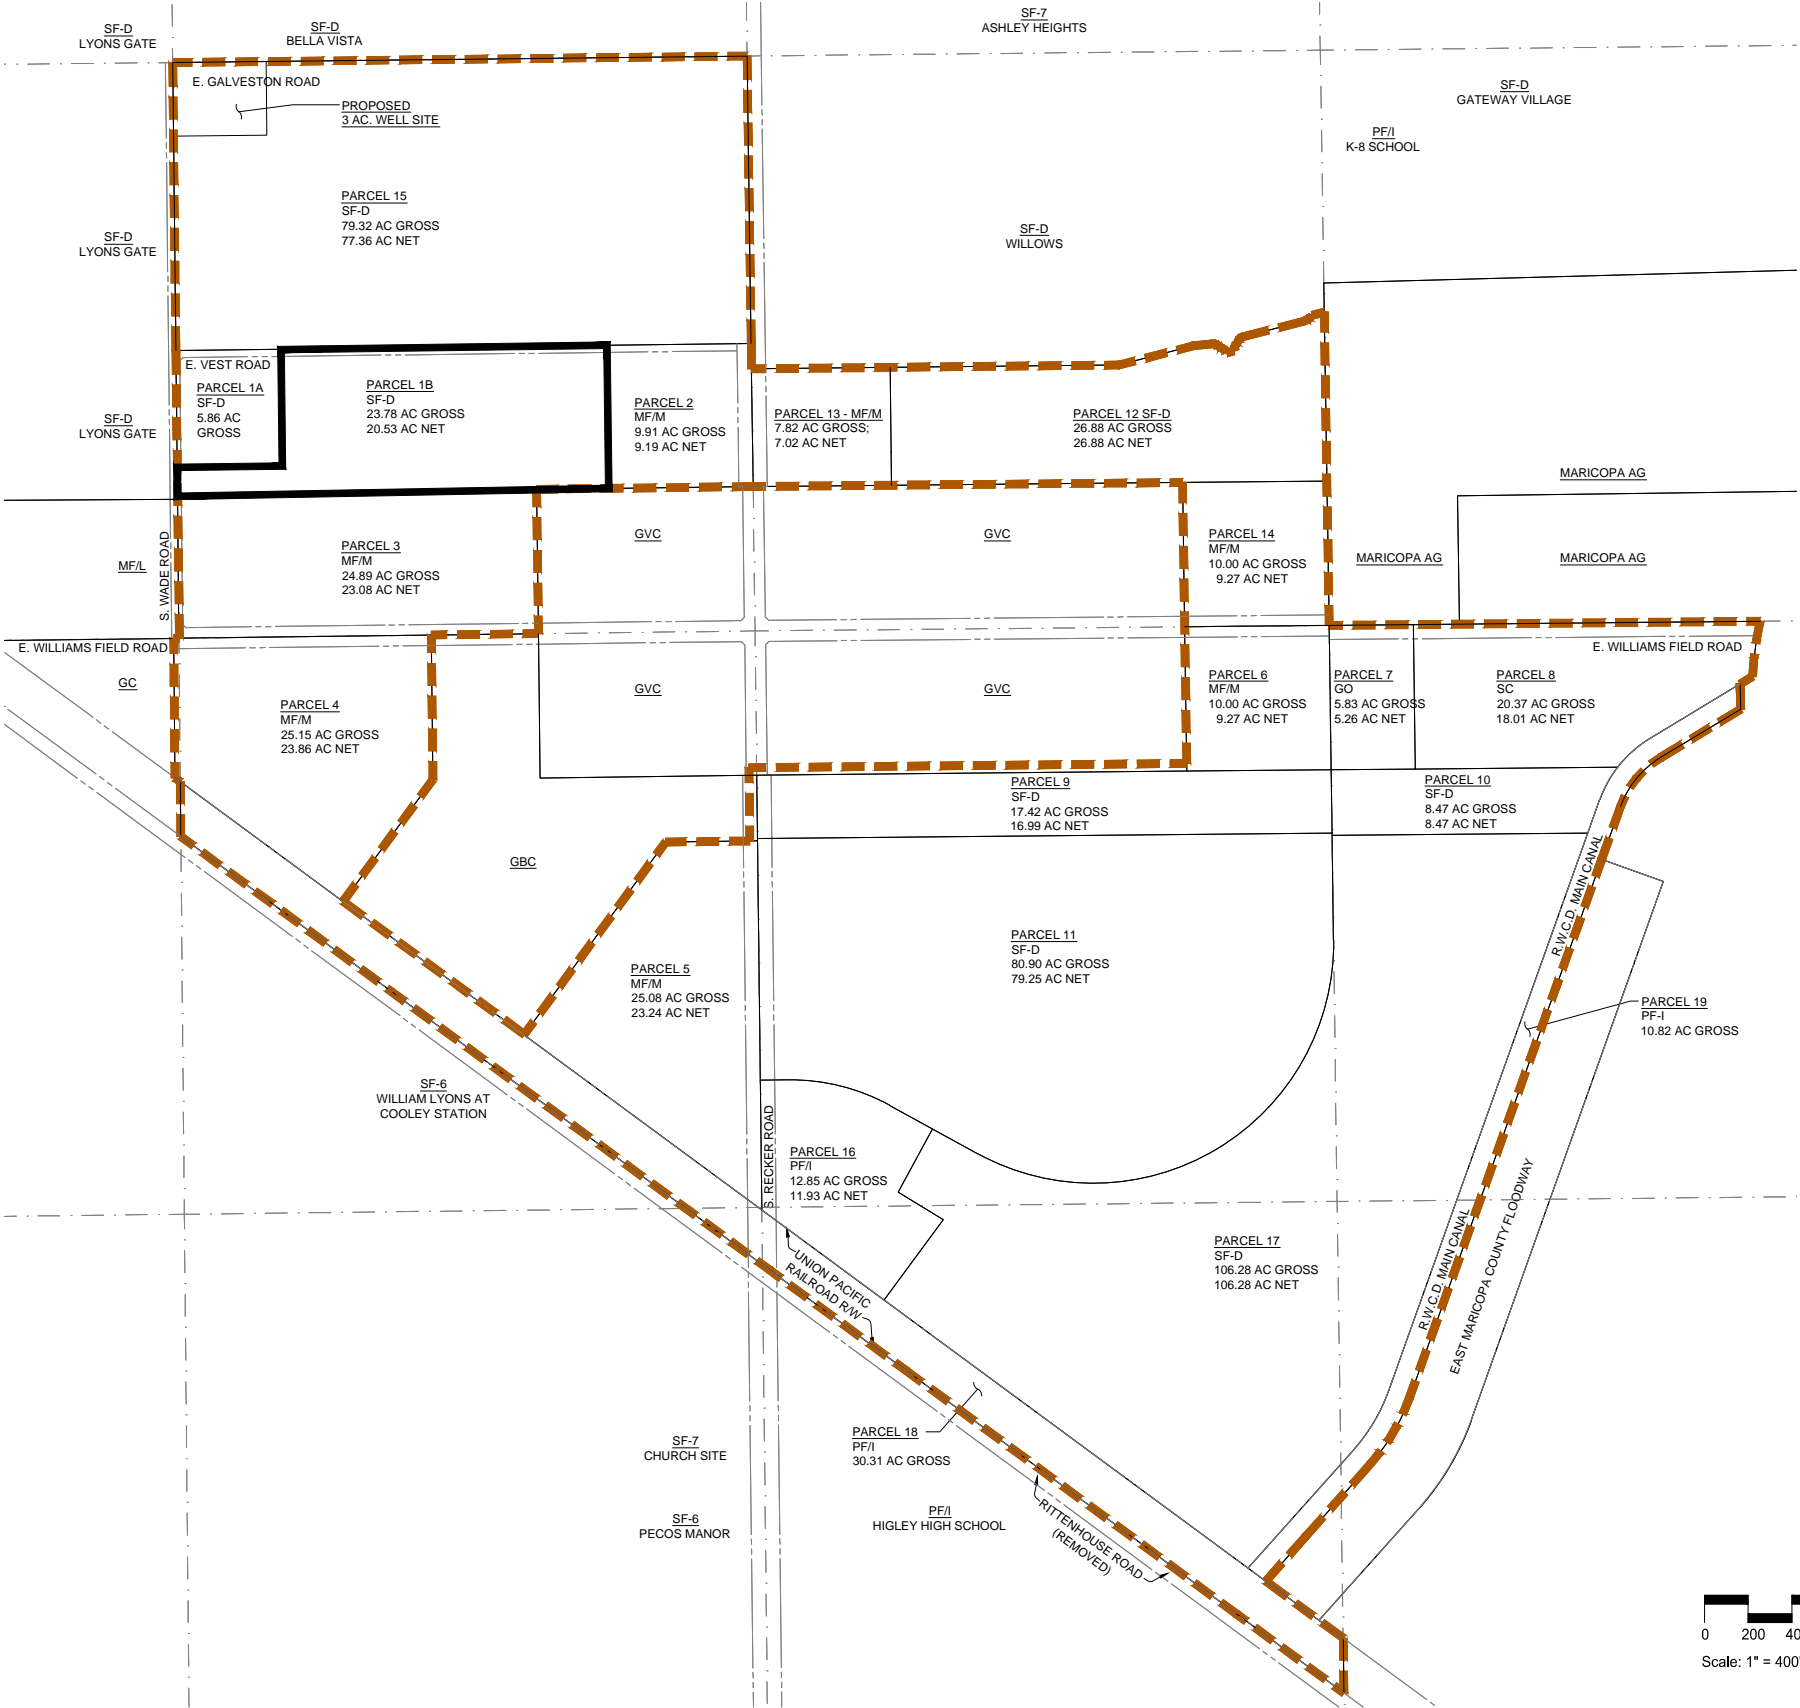 SF-D
LYONS GATE
SF-D
BELLA VISTA
SF-7
ASHLEY HEIGHTS
E. GALVESTON ROAD
PROPOSED
3 AC. WELL SITE
SF-D
GATEWAY VILLAGE
PF/I
K-8 SCHOOL
PARCEL 15
SF-D
79.32 AC GROSS
77.36 AC NET
SF-D
LYONS GATE
SF-D
WILLOWS
E. VEST ROAD
PARCEL 1A
SF-D
5.86 AC
GROSS
PARCEL 1B
SF-D
23.78 AC GROSS
20.53 AC NET
PARCEL 2
MF/M
9.91 AC GROSS
9.19 AC NET
PARCEL 13 - MF/M
7.82 AC GROSS;
7.02 AC NET
PARCEL 12 SF-D
26.88 AC GROSS
26.88 AC NET
SF-D
LYONS GATE
MARICOPA AG
MF/L
S. WADE ROAD
PARCEL 3
MF/M
24.89 AC GROSS
23.08 AC NET
GVC
GVC
PARCEL 14
MF/M
10.00 AC GROSS
9.27 AC NET
MARICOPA AG
MARICOPA AG
E. WILLIAMS FIELD ROAD
E. WILLIAMS FIELD ROAD
GC
PARCEL 4
MF/M
25.15 AC GROSS
23.86 AC NET
GVC
GVC
PARCEL 6
MF/M
10.00 AC GROSS
9.27 AC NET
PARCEL 7
GO
5.83 AC GROSS
5.26 AC NET
PARCEL 8
SC
20.37 AC GROSS
18.01 AC NET
PARCEL 9
SF-D
17.42 AC GROSS
16.99 AC NET
PARCEL 10
SF-D
8.47 AC GROSS
8.47 AC NET
GBC
R.W.C.D. MAIN CANAL
PARCEL 5
MF/M
25.08 AC GROSS
23.24 AC NET
PARCEL 11
SF-D
80.90 AC GROSS
79.25 AC NET
PARCEL 19
PF-I
10.82 AC GROSS
SF-6
WILLIAM LYONS AT
COOLEY STATION
S. RECKER ROAD
PARCEL 16
PF/I
12.85 AC GROSS
11.93 AC NET
UNION PACIFIC
RAILROAD R/W
PARCEL 17
SF-D
106.28 AC GROSS
106.28 AC NET
R.W.C.D. MAIN CANAL
EAST MARICOPA COUNTY FLOODWAY
SF-7
CHURCH SITE
PARCEL 18
PF/I
30.31 AC GROSS
SF-6
PECOS MANOR
PF/I
HIGLEY HIGH SCHOOL
RITTENHOUSE ROAD
(REMOVED)
0 200 40
Scale: 1" = 400'